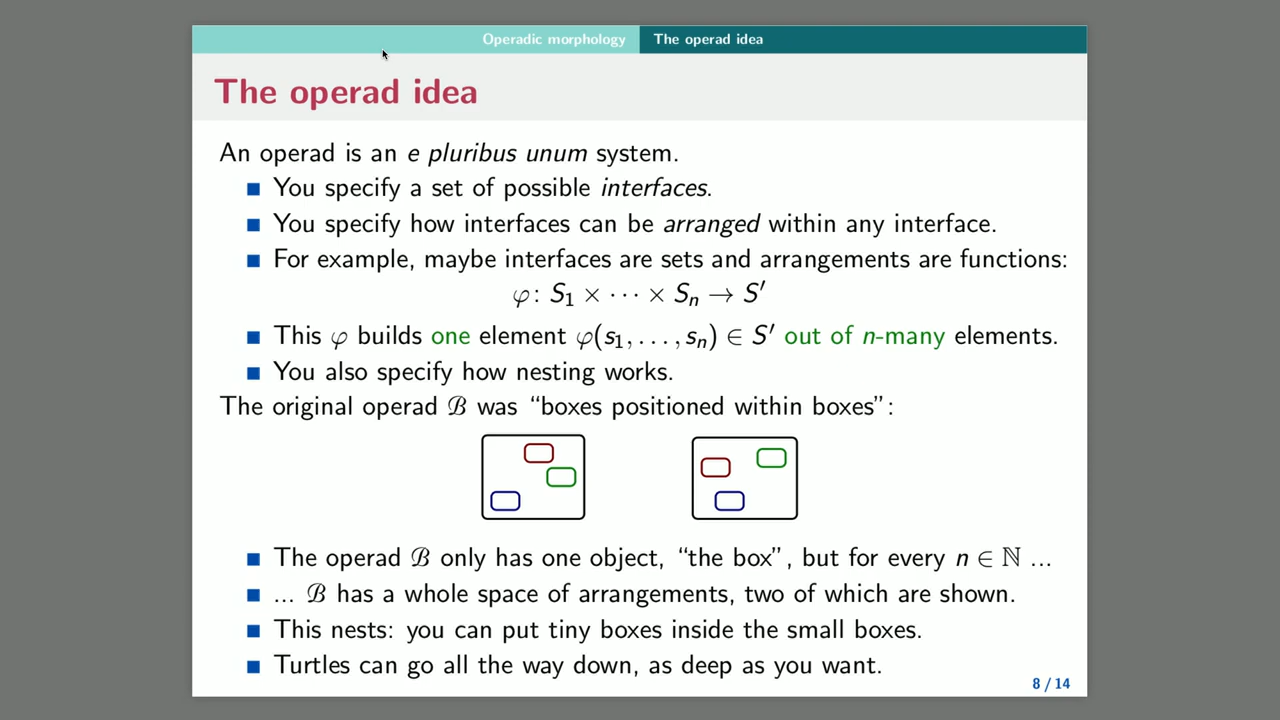 Operadic morphology The operad idea
The operad idea
An operad is an e pluribus unum system.
■ You specify a set of possible interfaces.
■ You specify how interfaces can be arranged within any interface.
■ For example, maybe interfaces are sets and arrangements are functions:
φ: S₁ × ⋯ × Sₙ → S′
■ This φ builds one element φ(s₁, …, sₙ) ∈ S′ out of n-many elements.
■ You also specify how nesting works.
The original operad ℬ was “boxes positioned within boxes”:
■ The operad ℬ only has one object, “the box”, but for every n ∈ ℕ ...
■ ... ℬ has a whole space of arrangements, two of which are shown.
■ This nests: you can put tiny boxes inside the small boxes.
■ Turtles can go all the way down, as deep as you want.
8 / 14